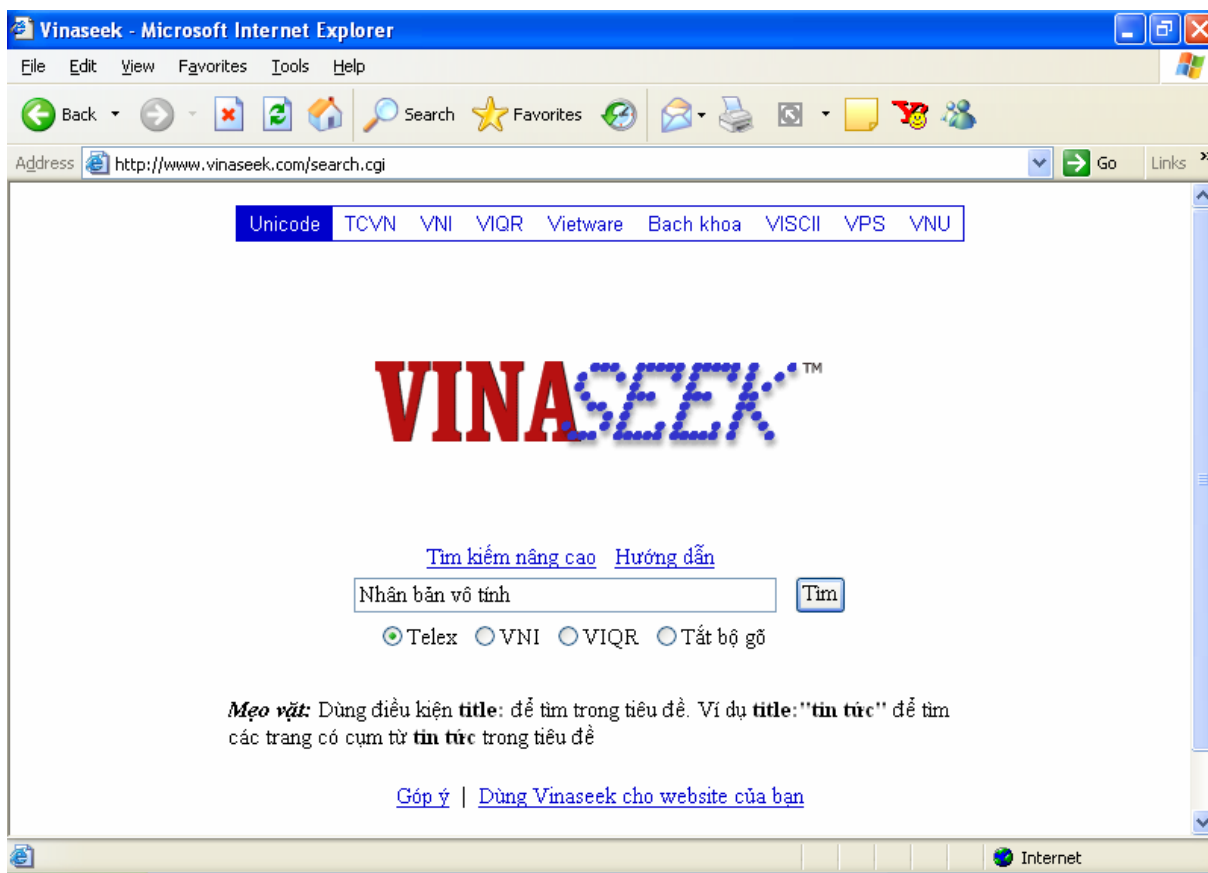 Vinaseek - Microsoft Internet Explorer
File Edit View Favorites Tools Help
Back Search Favorites
Address http://www.vinaseek.com/search.cgi Go Links »
Unicode TCVN VNI VIQR Vietware Bach khoa VISCII VPS VNU
VINASEEK™
Tìm kiếm nâng cao Hướng dẫn
Nhân bản vô tính Tìm
Telex VNI VIQR Tắt bộ gõ
Mẹo vặt: Dùng điều kiện title: để tìm trong tiêu đề. Ví dụ title:"tin tức" để tìm
các trang có cụm từ tin tức trong tiêu đề
Góp ý | Dùng Vinaseek cho website của bạn
Internet